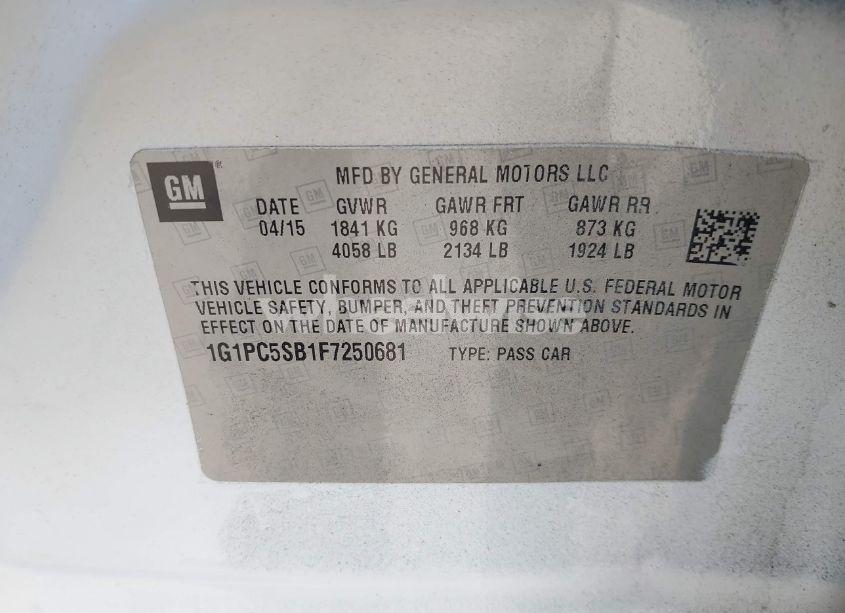 GM
MFD BY GENERAL MOTORS LLC
DATE GVWR GAWR FRT GAWR RR
04/15 1841 KG 968 KG 873 KG
4058 LB 2134 LB 1924 LB
THIS VEHICLE CONFORMS TO ALL APPLICABLE U.S. FEDERAL MOTOR
VEHICLE SAFETY, BUMPER, AND THEFT PREVENTION STANDARDS IN
EFFECT ON THE DATE OF MANUFACTURE SHOWN ABOVE.
1G1PC5SB1F7250681 TYPE: PASS CAR